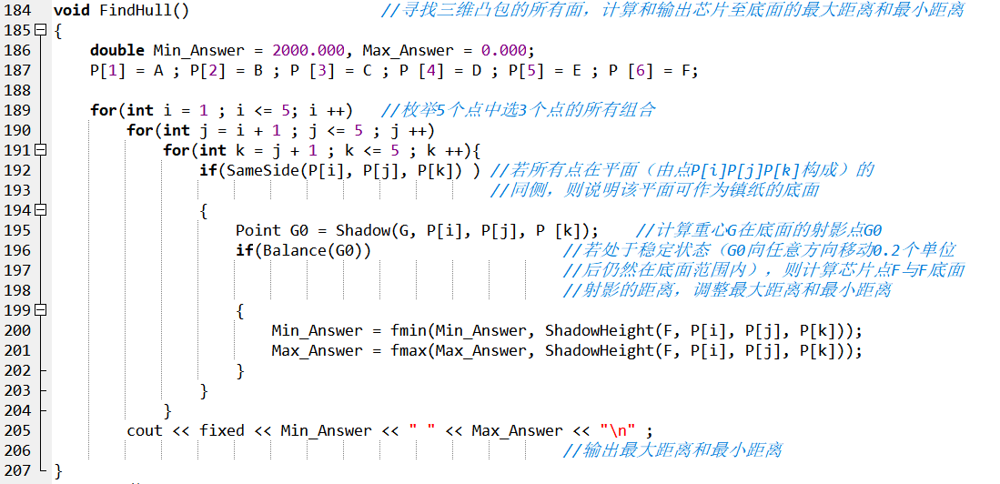 184 void FindHull() //寻找三维凸包的所有面，计算和输出芯片至底面的最大距离和最小距离
185 {
186 double Min_Answer = 2000.000, Max_Answer = 0.000;
187 P[1] = A ; P[2] = B ; P [3] = C ; P [4] = D ; P[5] = E ; P [6] = F;
188
189 for(int i = 1 ; i <= 5; i ++) //枚举5个点中选3个点的所有组合
190 for(int j = i + 1 ; j <= 5 ; j ++)
191 for(int k = j + 1 ; k <= 5 ; k ++){
192 if(SameSide(P[i], P[j], P[k]) ) //若所有点在平面（由点P[i]P[j]P[k]构成）的
193 //同侧，则说明该平面可作为镇纸的底面
194 {
195 Point G0 = Shadow(G, P[i], P[j], P [k]); //计算重心G在底面的射影点G0
196 if(Balance(G0)) //若处于稳定状态（G0向任意方向移动0.2个单位
197 //后仍然在底面范围内），则计算芯片点F与F底面
198 //射影的距离，调整最大距离和最小距离
199 {
200 Min_Answer = fmin(Min_Answer, ShadowHeight(F, P[i], P[j], P[k]));
201 Max_Answer = fmax(Max_Answer, ShadowHeight(F, P[i], P[j], P[k]));
202 }
203 }
204 }
205 cout << fixed << Min_Answer << " " << Max_Answer << "\n" ;
206 //输出最大距离和最小距离
207 }